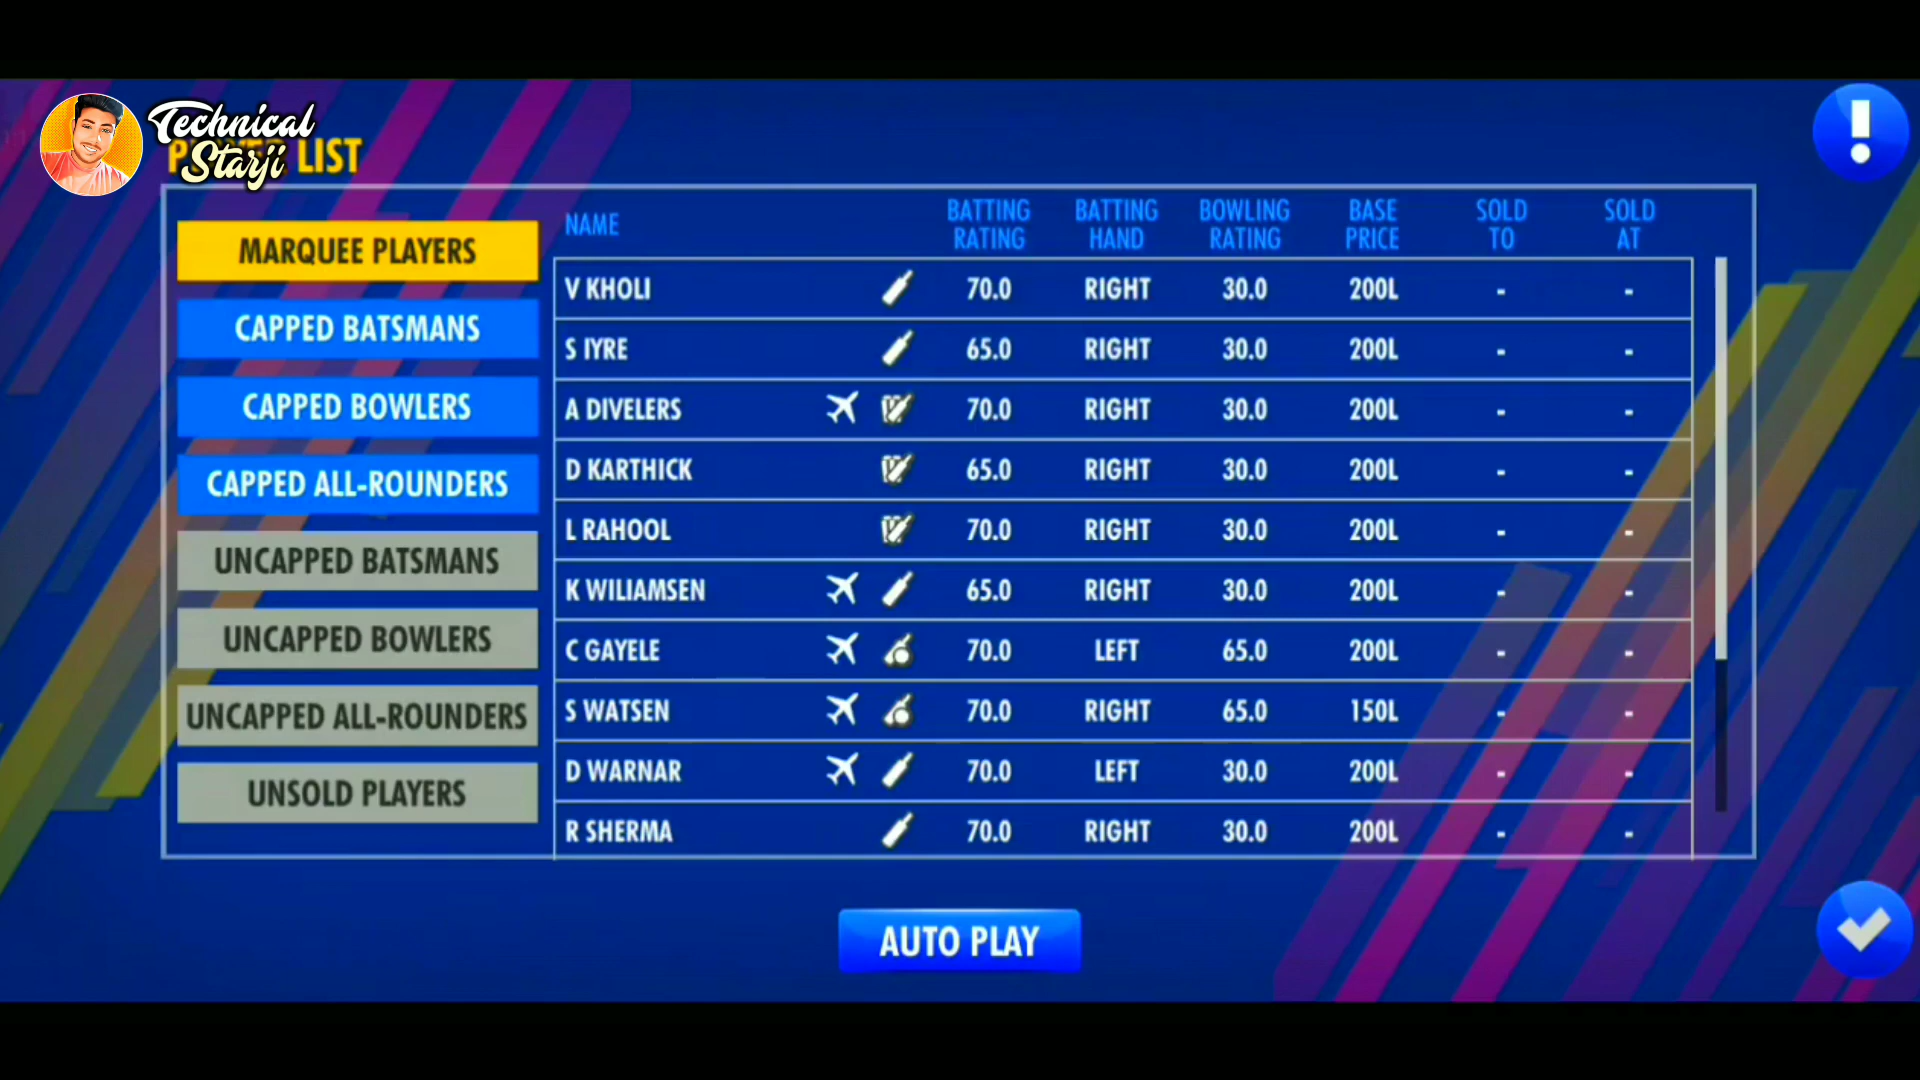 Technical
Starji
LIST
MARQUEE PLAYERS
CAPPED BATSMANS
CAPPED BOWLERS
CAPPED ALL-ROUNDERS
UNCAPPED BATSMANS
UNCAPPED BOWLERS
UNCAPPED ALL-ROUNDERS
UNSOLD PLAYERS
NAME BATTING RATING BATTING HAND BOWLING RATING BASE PRICE SOLD TO SOLD AT
V KHOLI 70.0 RIGHT 30.0 200L - -
S IYRE 65.0 RIGHT 30.0 200L - -
A DIVELERS 70.0 RIGHT 30.0 200L - -
D KARTHICK 65.0 RIGHT 30.0 200L - -
L RAHOOL 70.0 RIGHT 30.0 200L - -
K WILIAMSEN 65.0 RIGHT 30.0 200L - -
C GAYELE 70.0 LEFT 65.0 200L - -
S WATSEN 70.0 RIGHT 65.0 150L - -
D WARNAR 70.0 LEFT 30.0 200L - -
R SHERMA 70.0 RIGHT 30.0 200L - -
AUTO PLAY